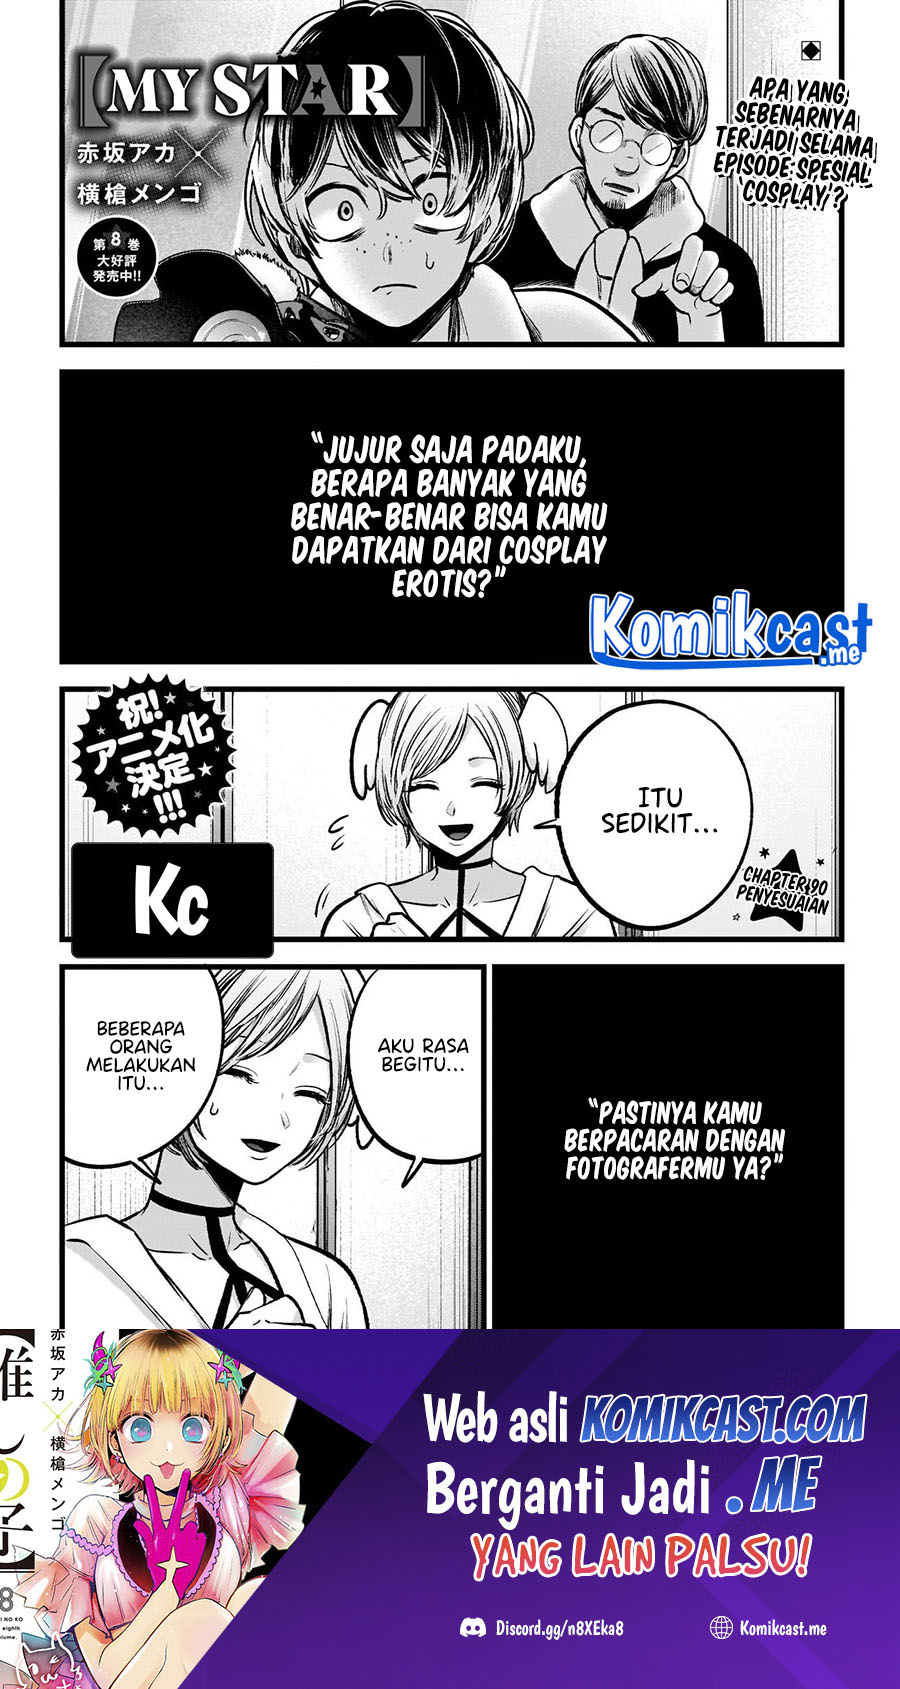 【MY STAR】
赤坂アカ
×
横槍メンゴ
第8巻
大好評
発売中!!
APA YANG
SEBENARNYA
TERJADI SELAMA
EPISODE SPESIAL
COSPLAY?
"JUJUR SAJA PADAKU,
BERAPA BANYAK YANG
BENAR-BENAR BISA KAMU
DAPATKAN DARI COSPLAY
EROTIS?"
Komikcast
.me
祝!
アニメ化
決定
!!!
ITU
SEDIKIT...
CHAPTER 90
PENYESUAIAN
Kc
AKU RASA
BEGITU...
BEBERAPA
ORANG
MELAKUKAN
ITU...
"PASTINYA KAMU
BERPACARAN DENGAN
FOTOGRAFERMU YA?"
赤坂アカ×横槍メンゴ
しの子】
8
eighth
Web asli KOMIKCAST.COM
Berganti Jadi .ME
YANG LAIN PALSU!
Discord.gg/n8XEka8
Komikcast.me